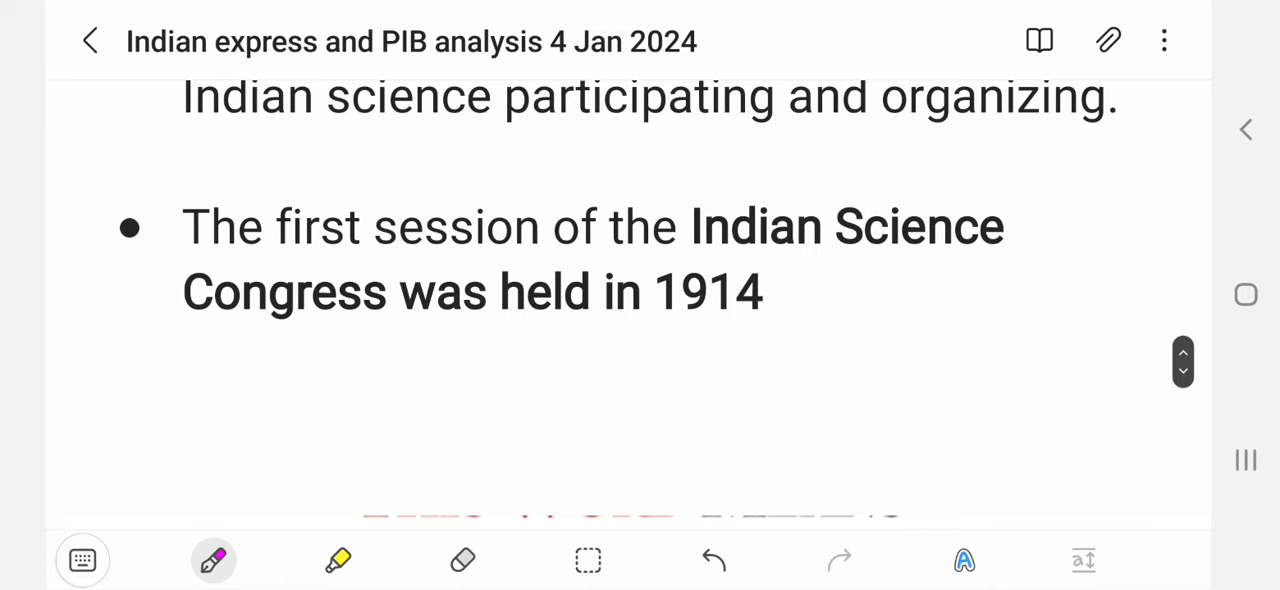 Indian express and PIB analysis 4 Jan 2024
Indian science participating and organizing.
● The first session of the Indian Science
Congress was held in 1914